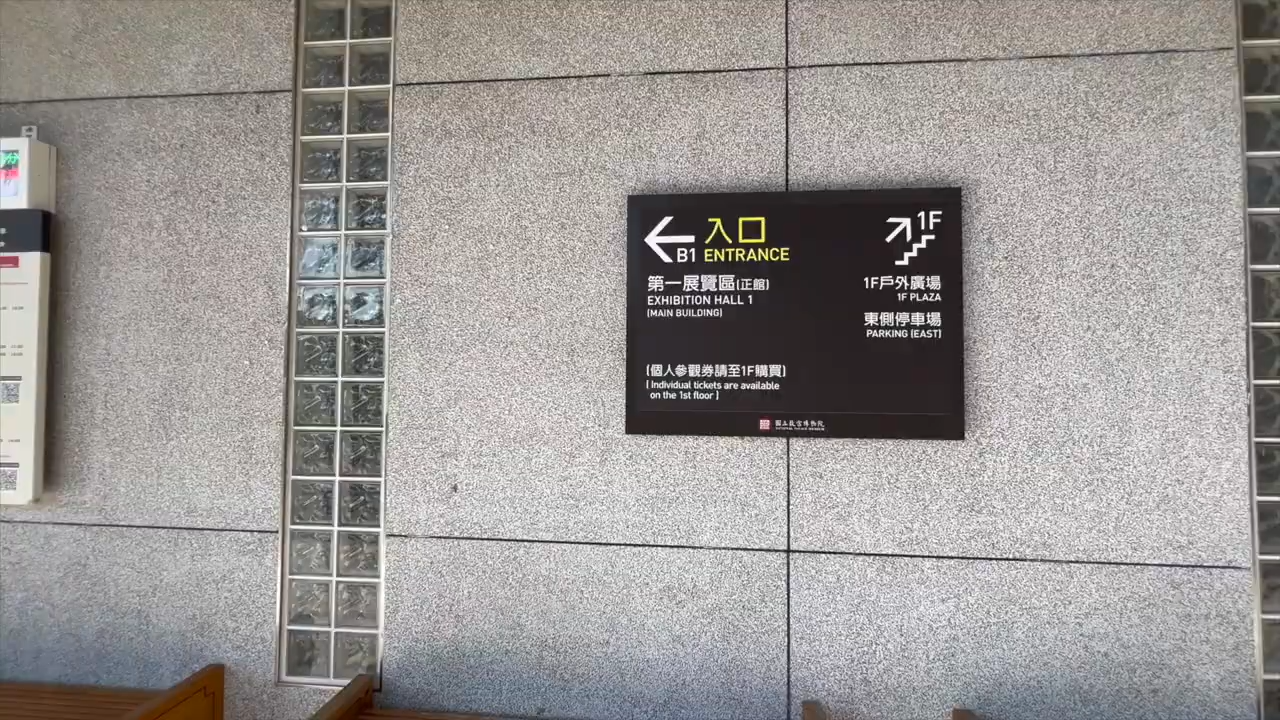 B1 入口
ENTRANCE
第一展覽區(正館)
EXHIBITION HALL 1
(MAIN BUILDING)
1F
1F戶外廣場
1F PLAZA
東側停車場
PARKING (EAST)
(個人參觀券請至1F購買)
( Individual tickets are available
on the 1st floor )
國立故宮博物院
NATIONAL PALACE MUSEUM